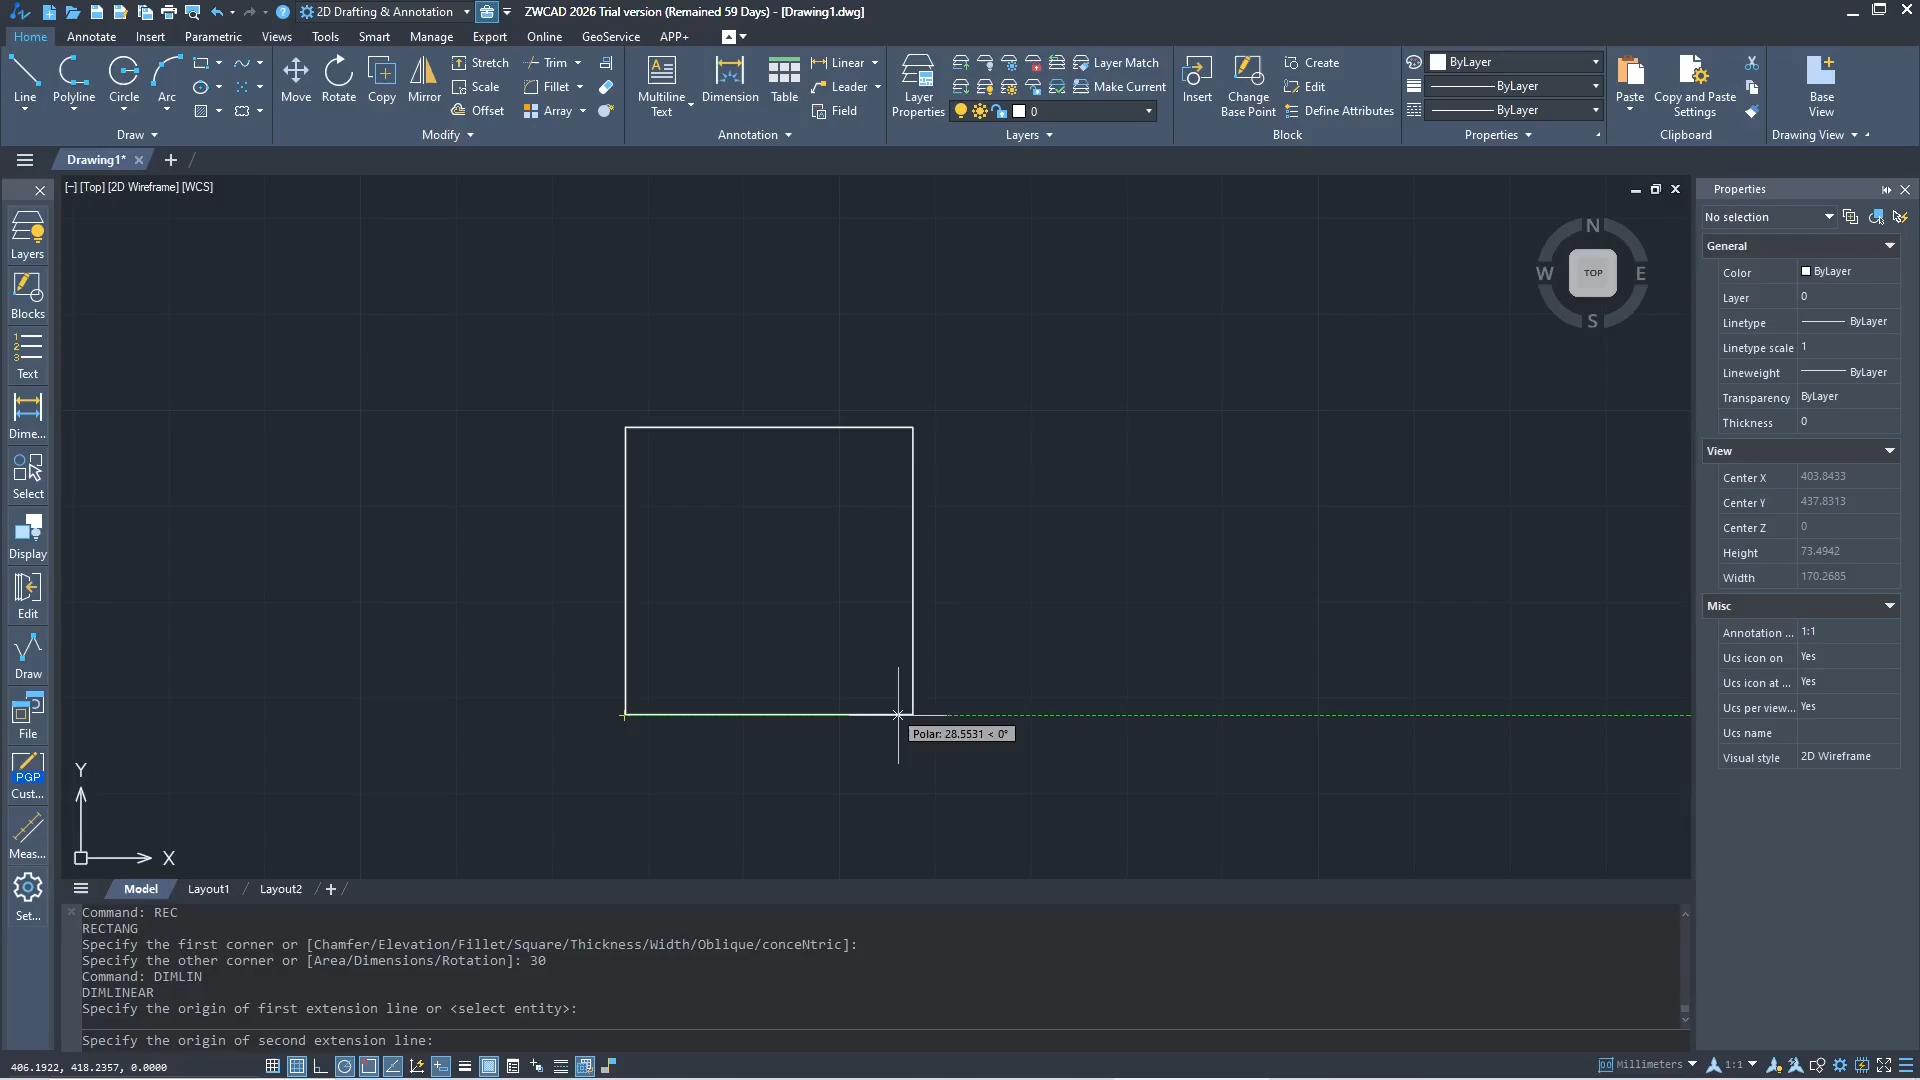 2D Drafting & Annotation
ZWCAD 2026 Trial version (Remained 59 Days) - [Drawing1.dwg]
Home Annotate Insert Parametric Views Tools Smart Manage Export Online GeoService APP+
Line Polyline Circle Arc
Draw
Move Rotate Copy Mirror
Stretch Trim
Scale Fillet
Offset Array
Modify
Multiline Text
Dimension Table
Linear
Leader
Field
Annotation
Layer Properties
Layer Match
Make Current
0
Layers
Insert
Change Base Point
Create
Edit
Define Attributes
Block
ByLayer
ByLayer
ByLayer
Properties
Paste
Copy and Paste Settings
Clipboard
Base View
Drawing View
Drawing1*
[−] [Top] [2D Wireframe] [WCS]
Layers
Blocks
1
2
3
Text
Dime...
Select
Display
Edit
Draw
File
PGP
Cust...
Meas...
Set...
N
W TOP E
S
Polar: 28.5531 < 0°
Y
X
Properties
No selection
General
Color ByLayer
Layer 0
Linetype ByLayer
Linetype scale 1
Lineweight ByLayer
Transparency ByLayer
Thickness 0
View
Center X 403.8433
Center Y 437.8313
Center Z 0
Height 73.4942
Width 170.2685
Misc
Annotation ... 1:1
Ucs icon on Yes
Ucs icon at ... Yes
Ucs per view... Yes
Ucs name
Visual style 2D Wireframe
Model Layout1 Layout2
Command: REC
RECTANG
Specify the first corner or [Chamfer/Elevation/Fillet/Square/Thickness/Width/Oblique/conceNtric]:
Specify the other corner or [Area/Dimensions/Rotation]: 30
Command: DIMLIN
DIMLINEAR
Specify the origin of first extension line or <select entity>:
Specify the origin of second extension line:
406.1922, 418.2357, 0.0000
Millimeters 1:1